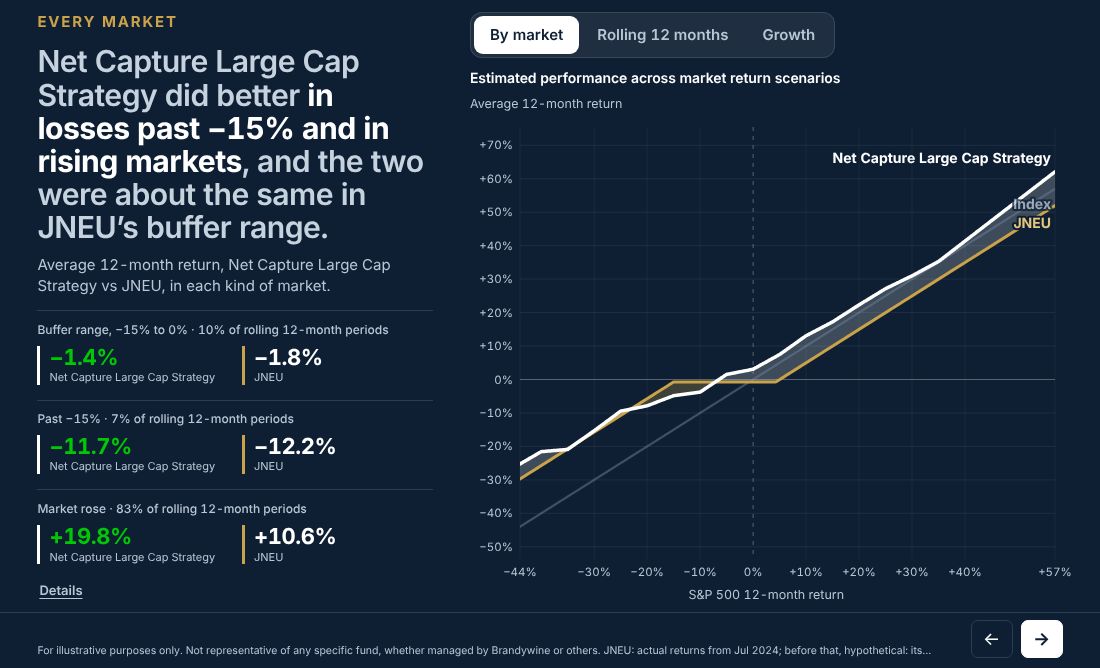 EVERY MARKET
Net Capture Large Cap
Strategy did better in
losses past −15% and in
rising markets, and the two
were about the same in
JNEU’s buffer range.
Average 12-month return, Net Capture Large Cap
Strategy vs JNEU, in each kind of market.
Buffer range, −15% to 0% · 10% of rolling 12-month periods
−1.4%
Net Capture Large Cap Strategy
−1.8%
JNEU
Past −15% · 7% of rolling 12-month periods
−11.7%
Net Capture Large Cap Strategy
−12.2%
JNEU
Market rose · 83% of rolling 12-month periods
+19.8%
Net Capture Large Cap Strategy
+10.6%
JNEU
Details
By market
Rolling 12 months
Growth
Estimated performance across market return scenarios
Average 12-month return
+70%
+60%
+50%
+40%
+30%
+20%
+10%
0%
−10%
−20%
−30%
−40%
−50%
Net Capture Large Cap Strategy
Index
JNEU
−44%
−30%
−20%
−10%
0%
+10%
+20%
+30%
+40%
+57%
S&P 500 12-month return
For illustrative purposes only. Not representative of any specific fund, whether managed by Brandywine or others. JNEU: actual returns from Jul 2024; before that, hypothetical: its…